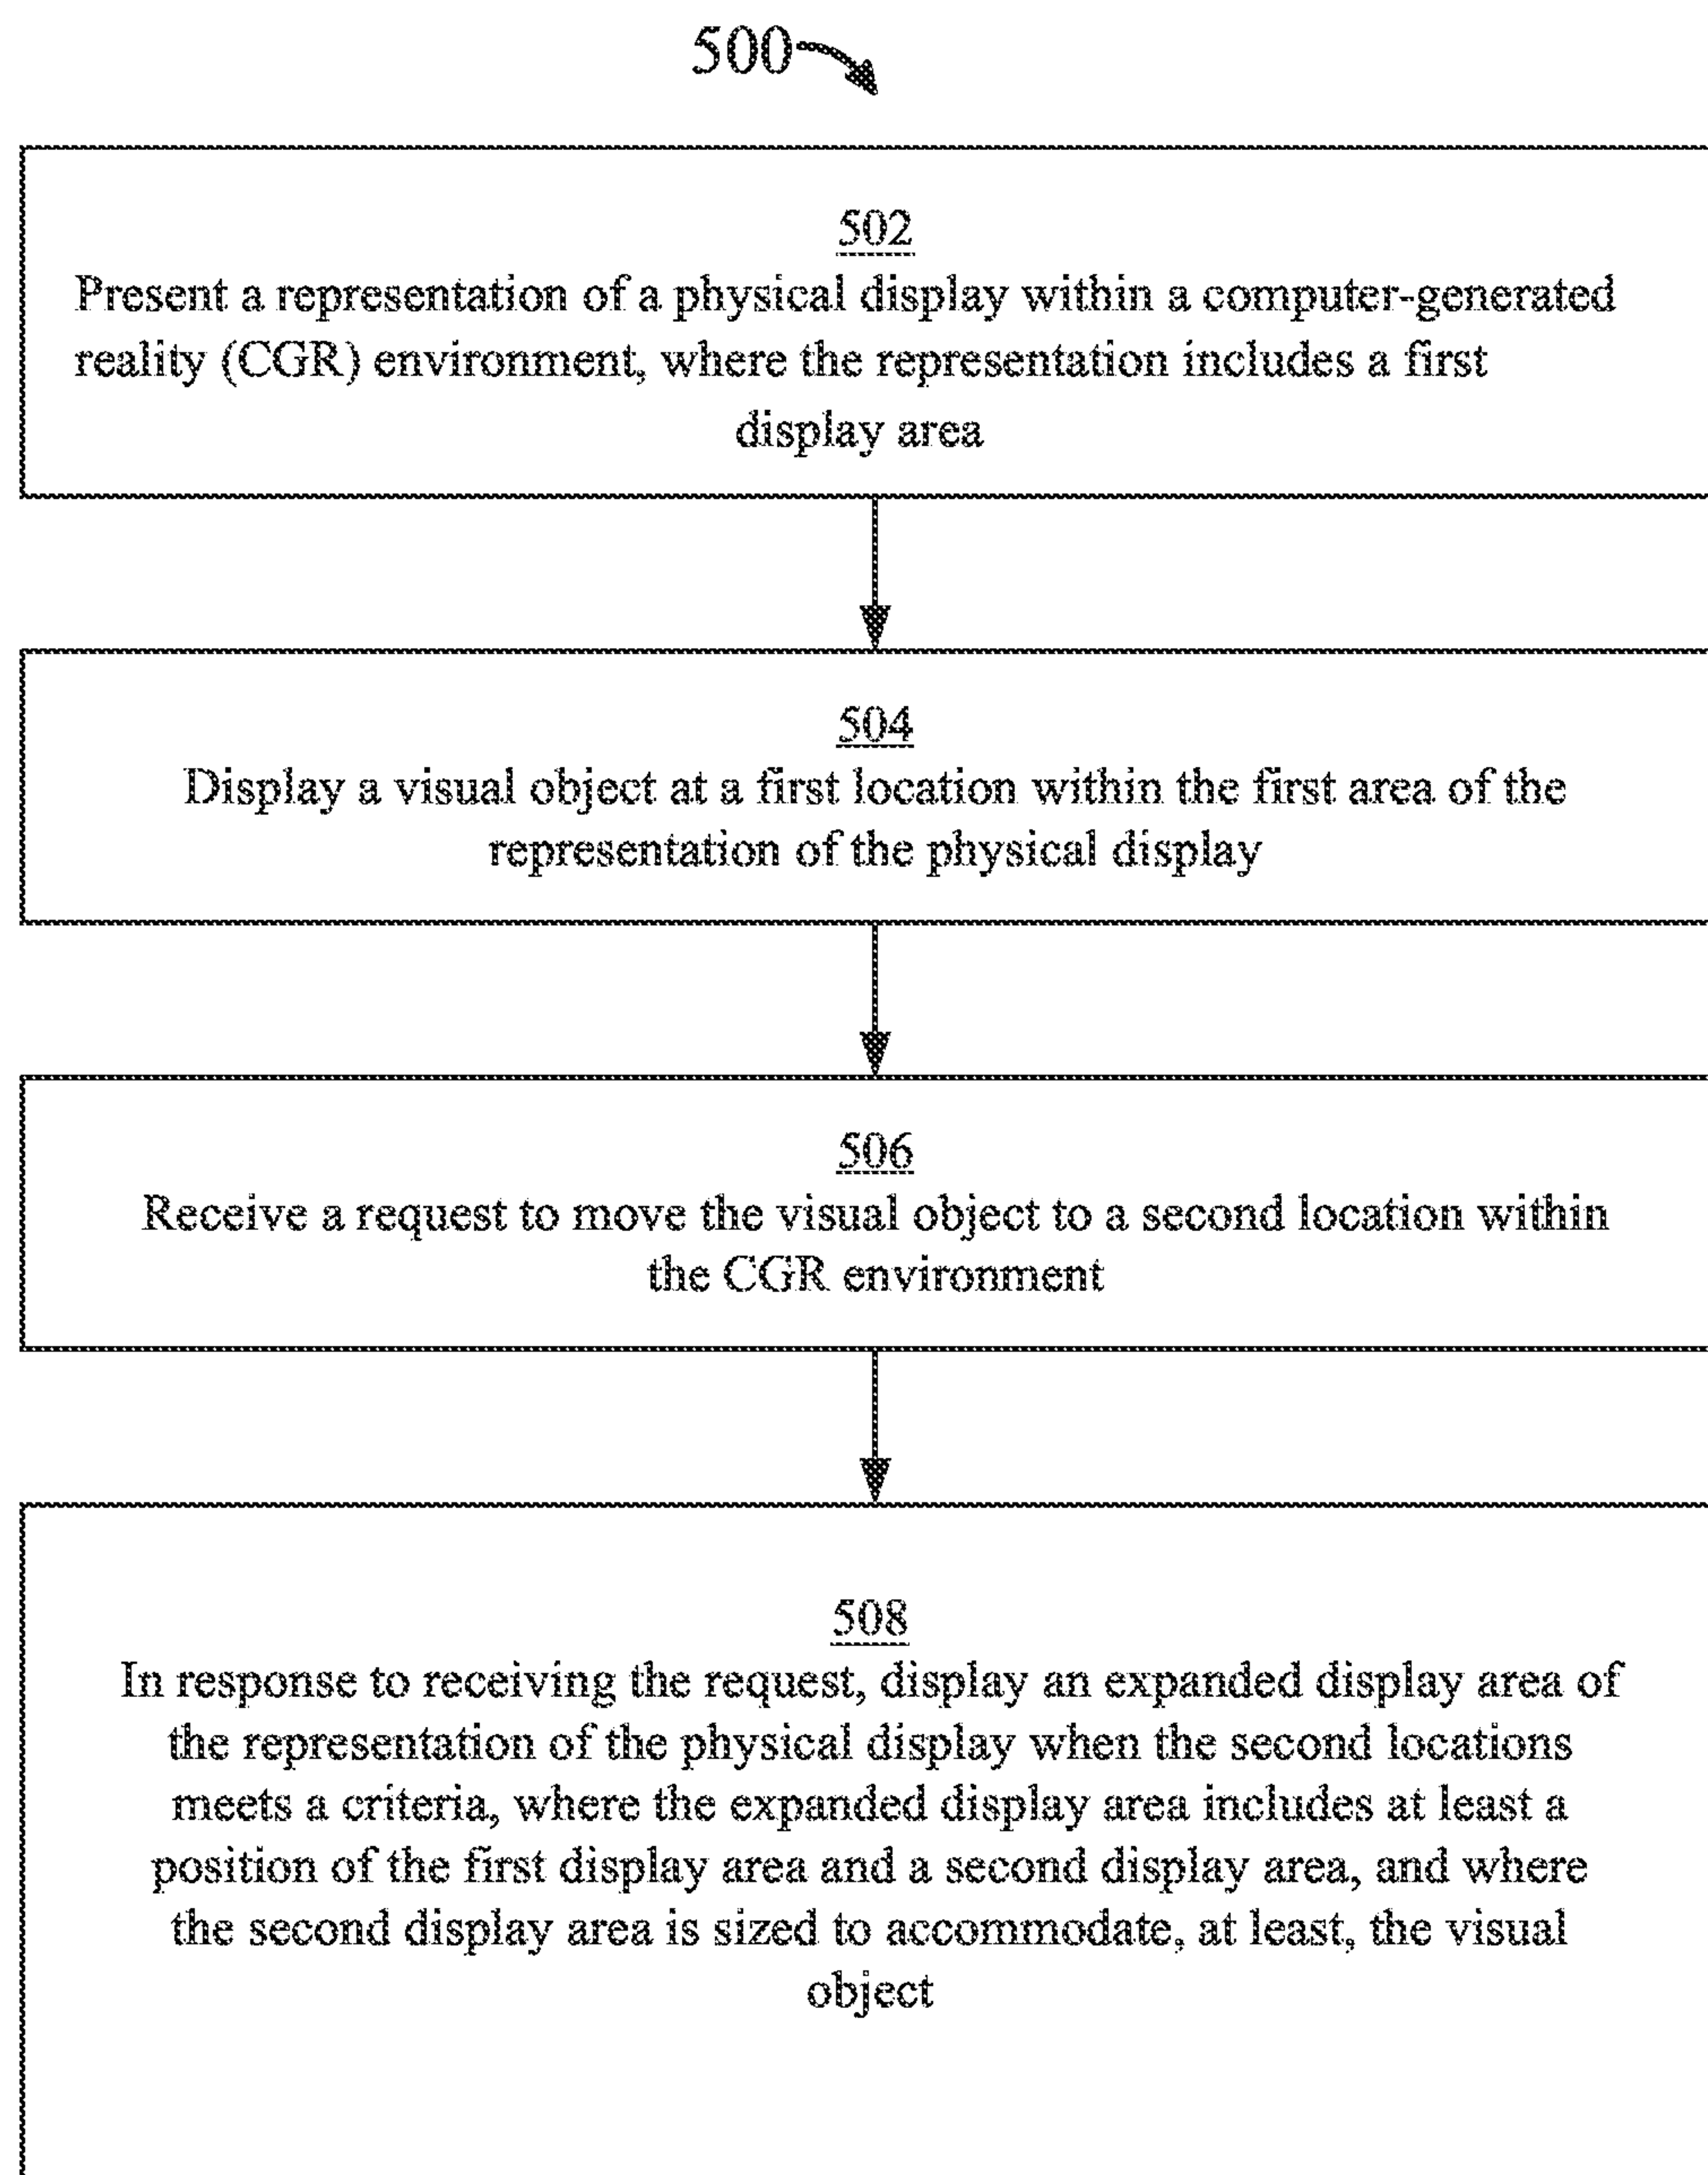 500
502
Present a representation of a physical display within a computer-generated
reality (CGR) environment, where the representation includes a first
display area
504
Display a visual object at a first location within the first area of the
representation of the physical display
506
Receive a request to move the visual object to a second location within
the CGR environment
508
In response to receiving the request, display an expanded display area of
the representation of the physical display when the second locations
meets a criteria, where the expanded display area includes at least a
position of the first display area and a second display area, and where
the second display area is sized to accommodate, at least, the visual
object